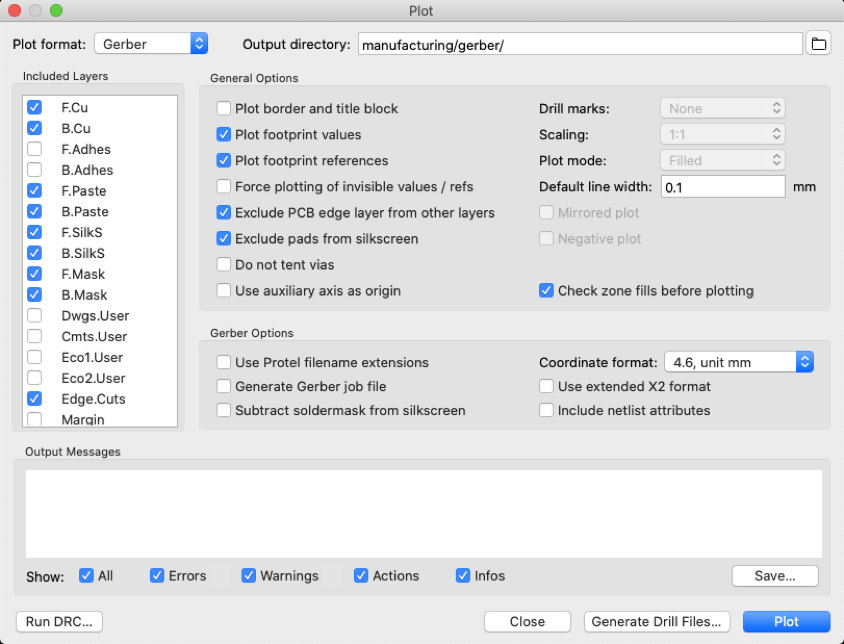 Plot
Plot format: Gerber Output directory: manufacturing/gerber/
Included Layers
F.Cu
B.Cu
F.Adhes
B.Adhes
F.Paste
B.Paste
F.SilkS
B.SilkS
F.Mask
B.Mask
Dwgs.User
Cmts.User
Eco1.User
Eco2.User
Edge.Cuts
Margin
General Options
Plot border and title block
Plot footprint values
Plot footprint references
Force plotting of invisible values / refs
Exclude PCB edge layer from other layers
Exclude pads from silkscreen
Do not tent vias
Use auxiliary axis as origin
Drill marks: None
Scaling: 1:1
Plot mode: Filled
Default line width: 0.1 mm
Mirrored plot
Negative plot
Check zone fills before plotting
Gerber Options
Use Protel filename extensions
Generate Gerber job file
Subtract soldermask from silkscreen
Coordinate format: 4.6, unit mm
Use extended X2 format
Include netlist attributes
Output Messages
Show: All Errors Warnings Actions Infos Save...
Run DRC... Close Generate Drill Files... Plot